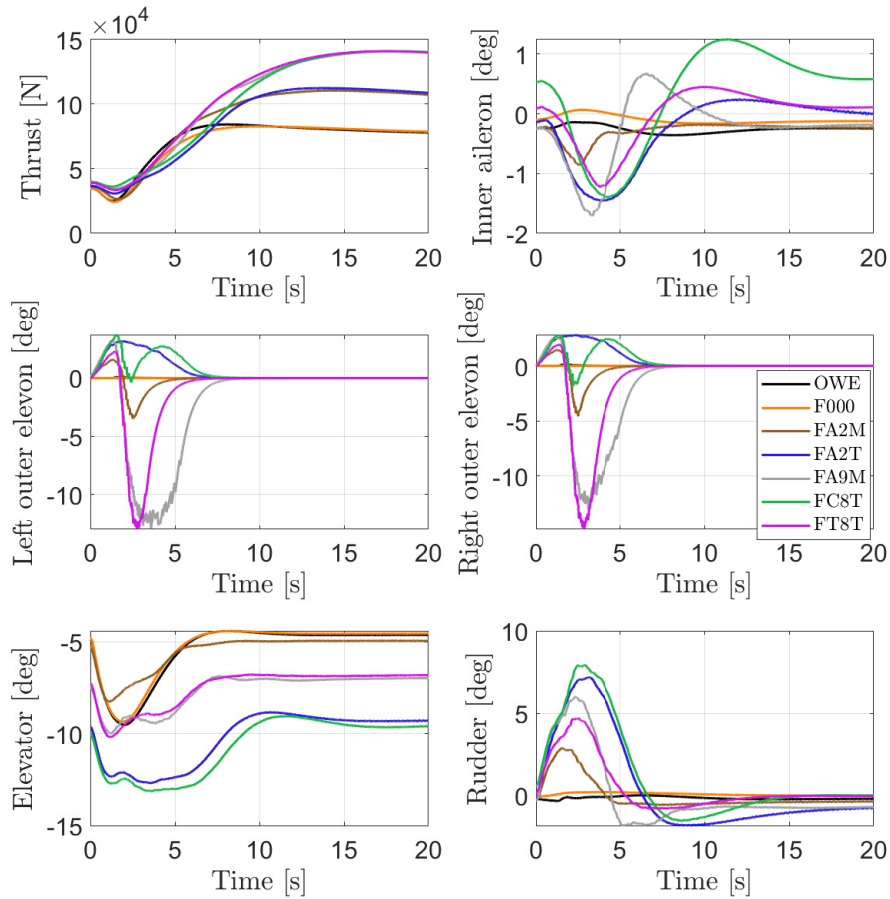 ×10⁴
15
10
5
0
Thrust [N]
0 5 10 15 20
Time [s]
1
0
-1
-2
Inner aileron [deg]
0 5 10 15 20
Time [s]
0
-5
-10
Left outer elevon [deg]
0 5 10 15 20
Time [s]
0
-5
-10
Right outer elevon [deg]
OWE
F000
FA2M
FA2T
FA9M
FC8T
FT8T
0 5 10 15 20
Time [s]
-5
-10
-15
Elevator [deg]
0 5 10 15 20
Time [s]
10
5
0
Rudder [deg]
0 5 10 15 20
Time [s]